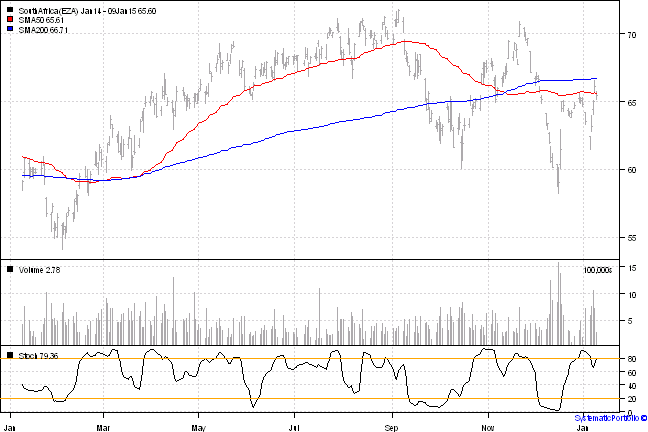 SouthAfrica(EZA) Jan14 - 09Jan15 65.60
SMA50 65.61
SMA200 66.71
70
65
60
55
Volume 2.78
100,000s
15
10
5
Stoch 79.36
80
60
40
20
0
Jan Mar May Jul Sep Nov Jan
SystematicPortfolio ©